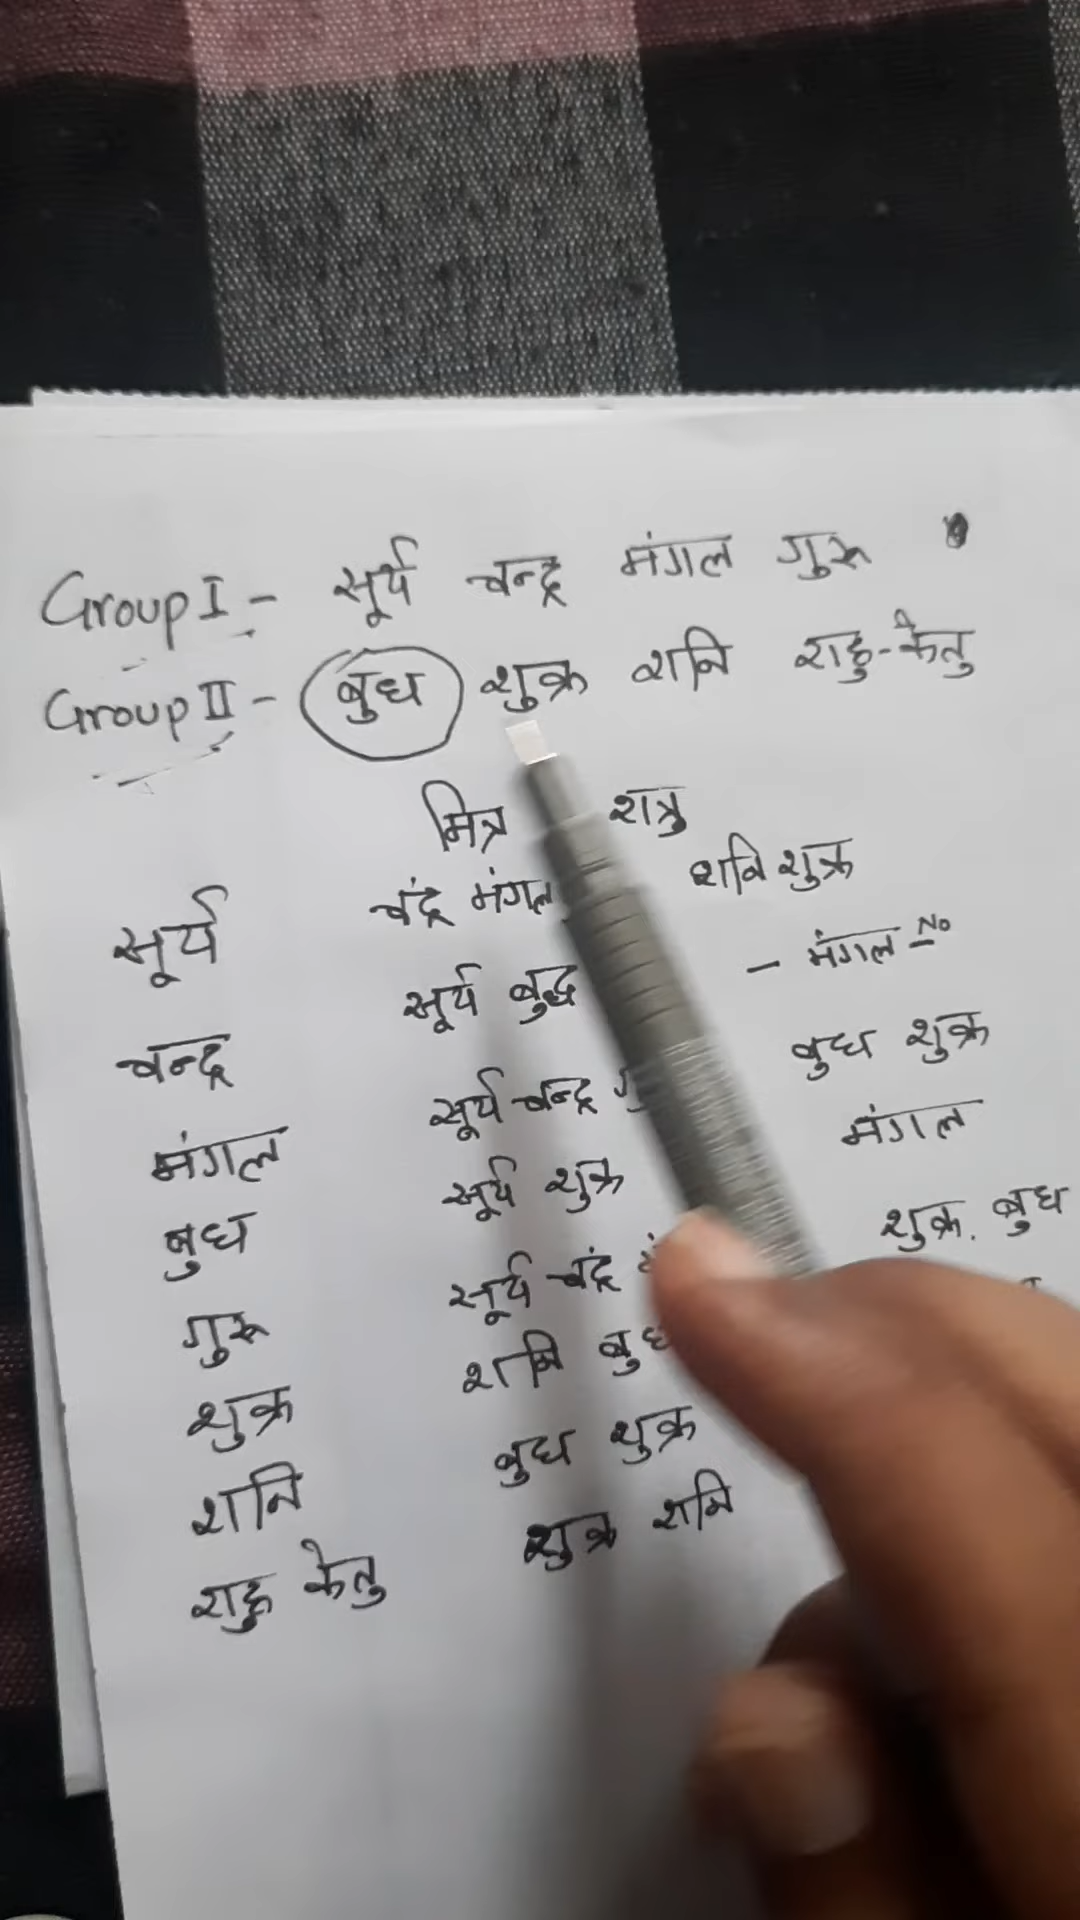 Group I - सूर्य चन्द्र मंगल गुरु
Group II - बुध शुक्र शनि राहु-केतु
मित्र शत्रु
सूर्य चंद्र मंगल शनि शुक्र
चन्द्र सूर्य बुद्ध - मंगल - No
मंगल सूर्य चन्द्र बुध शुक्र
बुध सूर्य शुक्र मंगल
गुरु सूर्य चंद्र शुक्र. बुध
शुक्र शनि बुध
शनि बुध शुक्र
राहु केतु शुक्र शनि